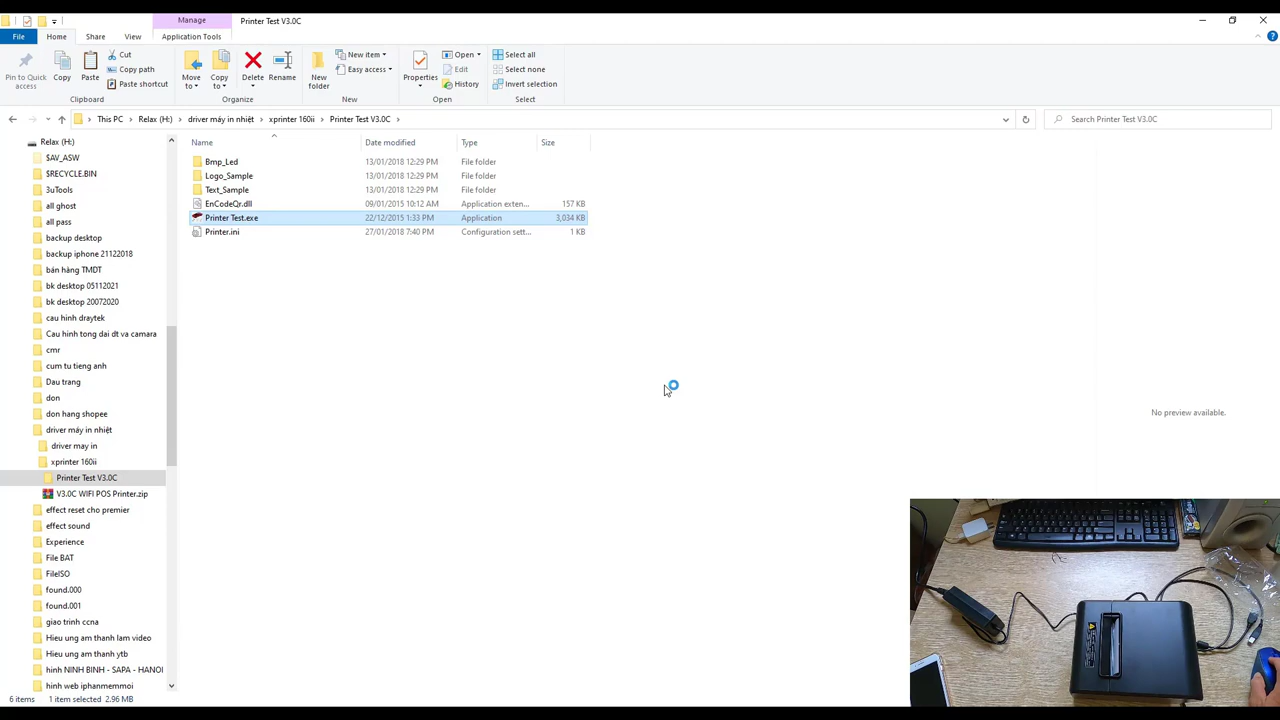 Manage
Printer Test V3.0C
File
Home
Share
View
Application Tools
Pin to Quick
access
Copy
Paste
Cut
Copy path
Paste shortcut
Clipboard
Move
to
Copy
to
Delete
Rename
Organize
New
folder
New item
Easy access
New
Properties
Open
Edit
History
Open
Select all
Select none
Invert selection
Select
This PC
Relax (H:)
driver máy in nhiệt
xprinter 160ii
Printer Test V3.0C
Search Printer Test V3.0C
Name
Date modified
Type
Size
Bmp_Led 13/01/2018 12:29 PM File folder
Logo_Sample 13/01/2018 12:29 PM File folder
Text_Sample 13/01/2018 12:29 PM File folder
EnCodeQr.dll 09/01/2015 10:12 AM Application exten... 157 KB
Printer Test.exe 22/12/2015 1:33 PM Application 3,034 KB
Printer.ini 27/01/2018 7:40 PM Configuration sett... 1 KB
Relax (H:)
$AV_ASW
$RECYCLE.BIN
3uTools
all ghost
all pass
backup desktop
backup iphone 21122018
bán hàng TMDT
bk desktop 05112021
bk desktop 20072020
cau hinh draytek
Cau hinh tong dai dt va camara
cmr
cum tu tieng anh
Dau trang
don
don hang shopee
driver máy in nhiệt
driver may in
xprinter 160ii
Printer Test V3.0C
V3.0C WIFI POS Printer.zip
effect reset cho premier
effect sound
Experience
File BAT
FileISO
found.000
found.001
giao trinh ccna
Hieu ung am thanh lam video
Hieu ung am thanh ytb
hinh NINH BINH - SAPA - HANOI
hinh web iphanmemmoi
No preview available.
6 items
1 item selected 2.96 MB